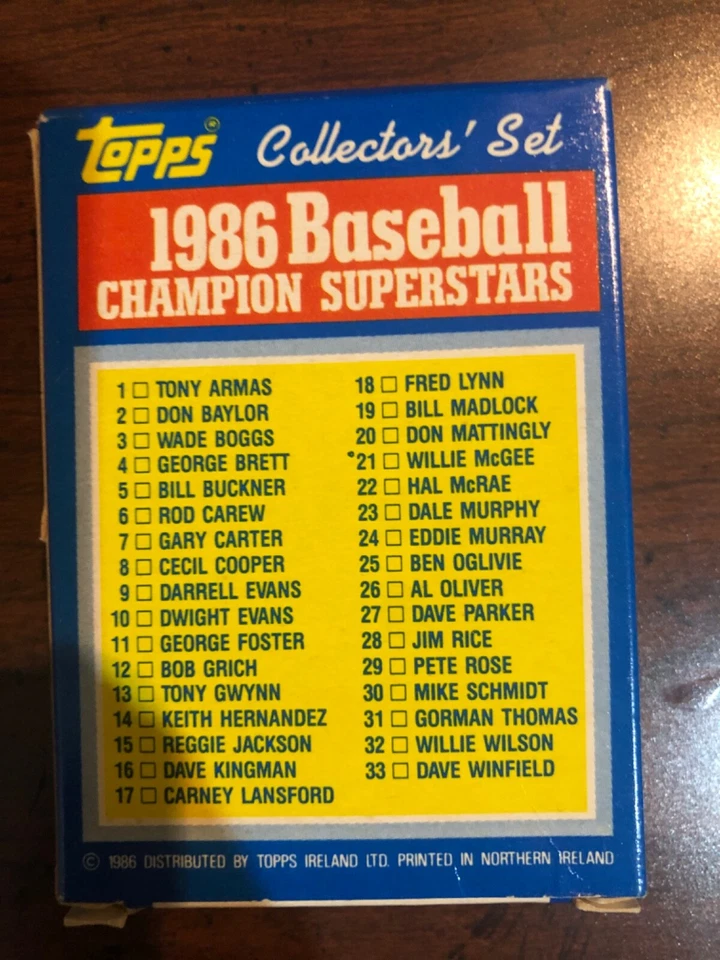 TOPPS® Collectors' Set
1986 Baseball
CHAMPION SUPERSTARS
1 □ TONY ARMAS
2 □ DON BAYLOR
3 □ WADE BOGGS
4 □ GEORGE BRETT
5 □ BILL BUCKNER
6 □ ROD CAREW
7 □ GARY CARTER
8 □ CECIL COOPER
9 □ DARRELL EVANS
10 □ DWIGHT EVANS
11 □ GEORGE FOSTER
12 □ BOB GRICH
13 □ TONY GWYNN
14 □ KEITH HERNANDEZ
15 □ REGGIE JACKSON
16 □ DAVE KINGMAN
17 □ CARNEY LANSFORD
18 □ FRED LYNN
19 □ BILL MADLOCK
20 □ DON MATTINGLY
21 □ WILLIE McGEE
22 □ HAL McRAE
23 □ DALE MURPHY
24 □ EDDIE MURRAY
25 □ BEN OGLIVIE
26 □ AL OLIVER
27 □ DAVE PARKER
28 □ JIM RICE
29 □ PETE ROSE
30 □ MIKE SCHMIDT
31 □ GORMAN THOMAS
32 □ WILLIE WILSON
33 □ DAVE WINFIELD
© 1986 DISTRIBUTED BY TOPPS IRELAND LTD. PRINTED IN NORTHERN IRELAND